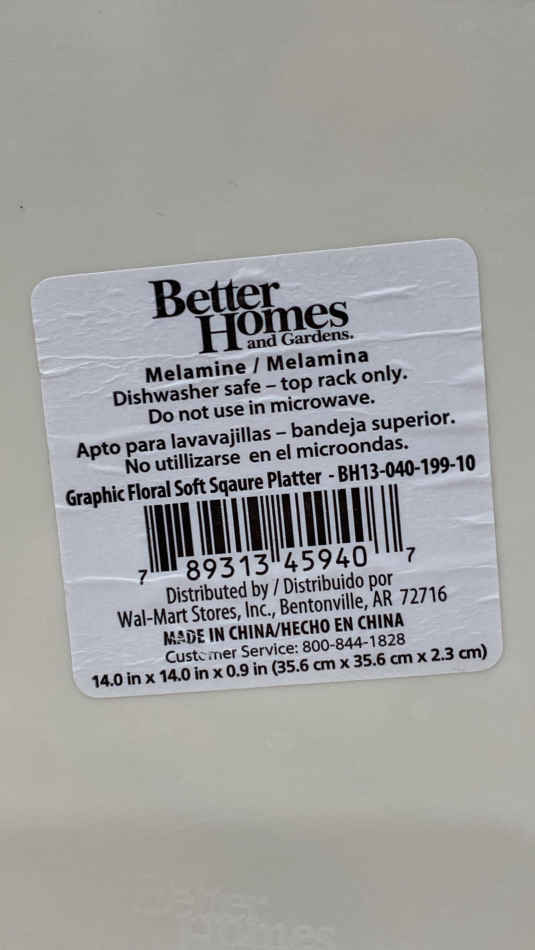 Better
Homes
and Gardens.
Melamine / Melamina
Dishwasher safe – top rack only.
Do not use in microwave.
Apto para lavavajillas – bandeja superior.
No utillizarse en el microondas.
Graphic Floral Soft Sqaure Platter - BH13-040-199-10
7 89313 45940 7
Distributed by / Distribuido por
Wal-Mart Stores, Inc., Bentonville, AR 72716
MADE IN CHINA/HECHO EN CHINA
Customer Service: 800-844-1828
14.0 in x 14.0 in x 0.9 in (35.6 cm x 35.6 cm x 2.3 cm)
Better
Homes